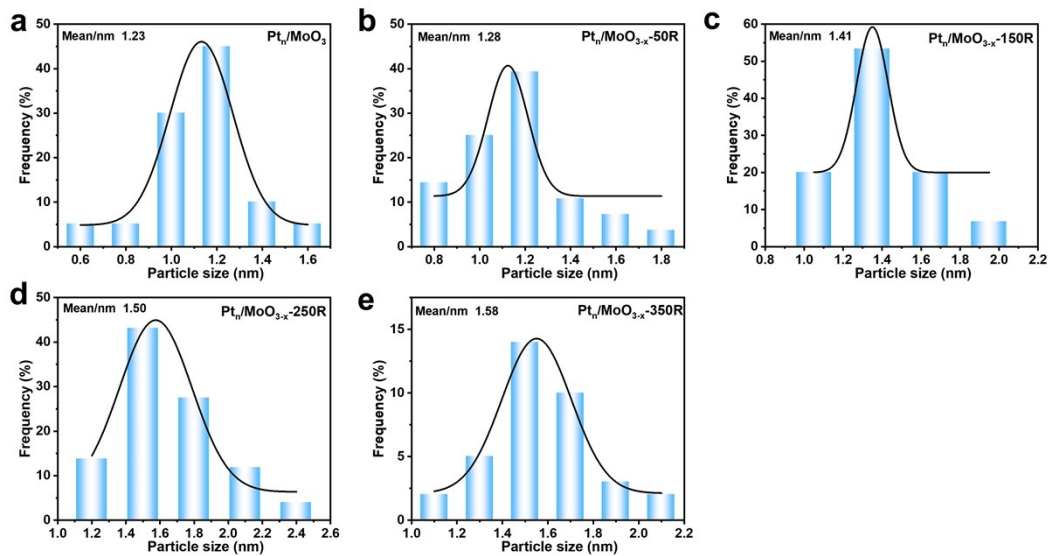 a
Mean/nm 1.23
Ptₙ/MoO₃
Frequency (%)
50
40
30
20
10
0
0.6 0.8 1.0 1.2 1.4 1.6
Particle size (nm)
b
Mean/nm 1.28
Ptₙ/MoO₃₋ₓ-50R
Frequency (%)
50
40
30
20
10
0
0.8 1.0 1.2 1.4 1.6 1.8
Particle size (nm)
c
Mean/nm 1.41
Ptₙ/MoO₃₋ₓ-150R
Frequency (%)
60
50
40
30
20
10
0
0.8 1.0 1.2 1.4 1.6 1.8 2.0 2.2
Particle size (nm)
d
Mean/nm 1.50
Ptₙ/MoO₃₋ₓ-250R
Frequency (%)
50
40
30
20
10
0
1.0 1.2 1.4 1.6 1.8 2.0 2.2 2.4 2.6
Particle size (nm)
e
Mean/nm 1.58
Ptₙ/MoO₃₋ₓ-350R
Frequency (%)
15
10
5
0
1.0 1.2 1.4 1.6 1.8 2.0 2.2
Particle size (nm)